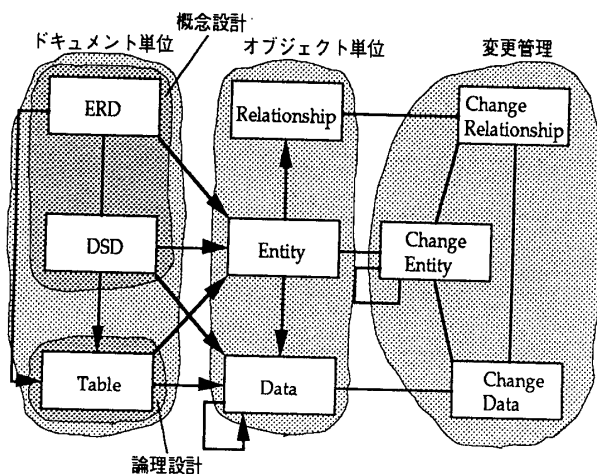 概念設計
ドキュメント単位
オブジェクト単位
変更管理
ERD
Relationship
Change
Relationship
DSD
Entity
Change
Entity
Table
Data
Change
Data
論理設計